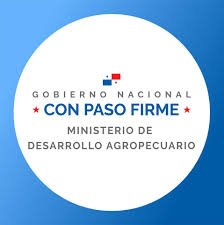 GOBIERNO NACIONAL
CON PASO FIRME
MINISTERIO DE
DESARROLLO AGROPECUARIO